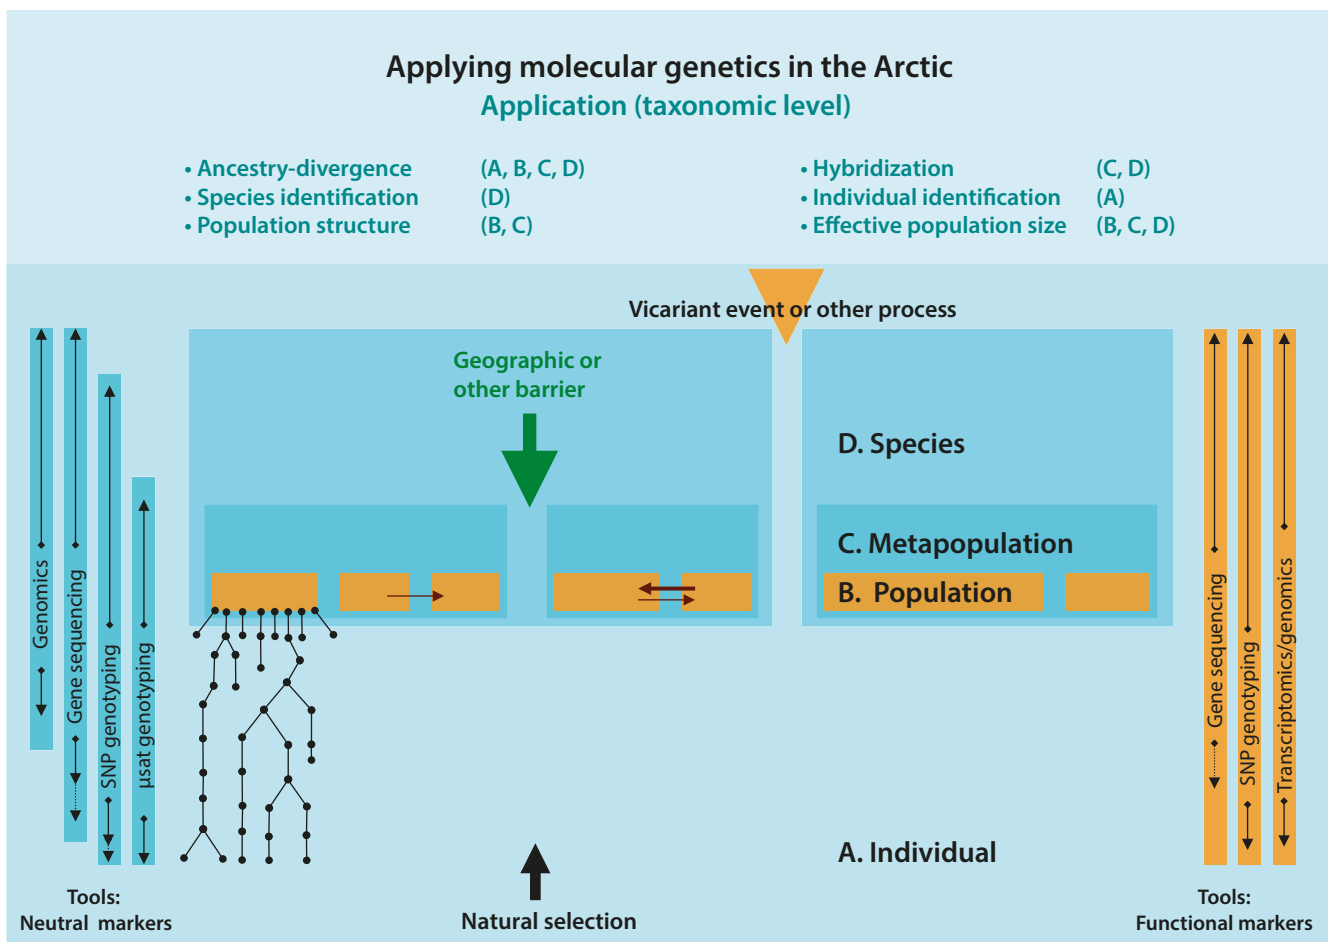 Applying molecular genetics in the Arctic
Application (taxonomic level)
• Ancestry-divergence (A, B, C, D)
• Species identification (D)
• Population structure (B, C)
• Hybridization (C, D)
• Individual identification (A)
• Effective population size (B, C, D)
Vicariant event or other process
Geographic or
other barrier
D. Species
C. Metapopulation
B. Population
A. Individual
Natural selection
Genomics
Gene sequencing
SNP genotyping
µsat genotyping
Tools:
Neutral markers
Gene sequencing
SNP genotyping
Transcriptomics/genomics
Tools:
Functional markers